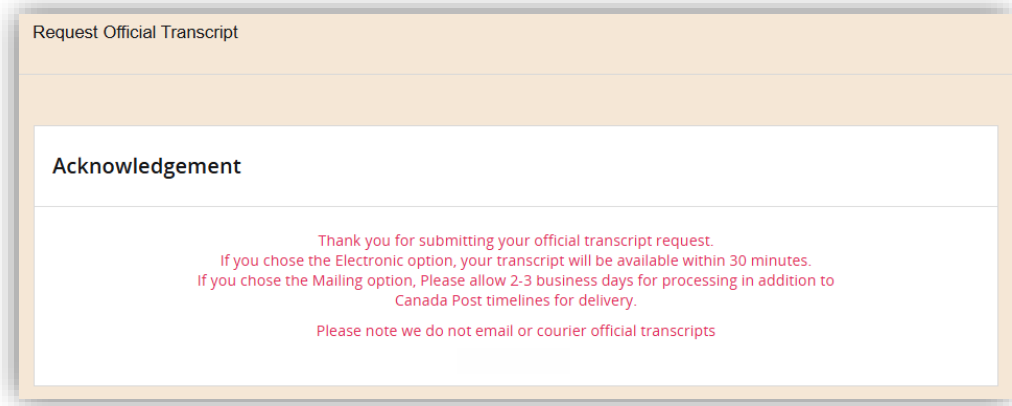 Request Official Transcript
Acknowledgement
Thank you for submitting your official transcript request.
If you chose the Electronic option, your transcript will be available within 30 minutes.
If you chose the Mailing option, Please allow 2-3 business days for processing in addition to
Canada Post timelines for delivery.
Please note we do not email or courier official transcripts